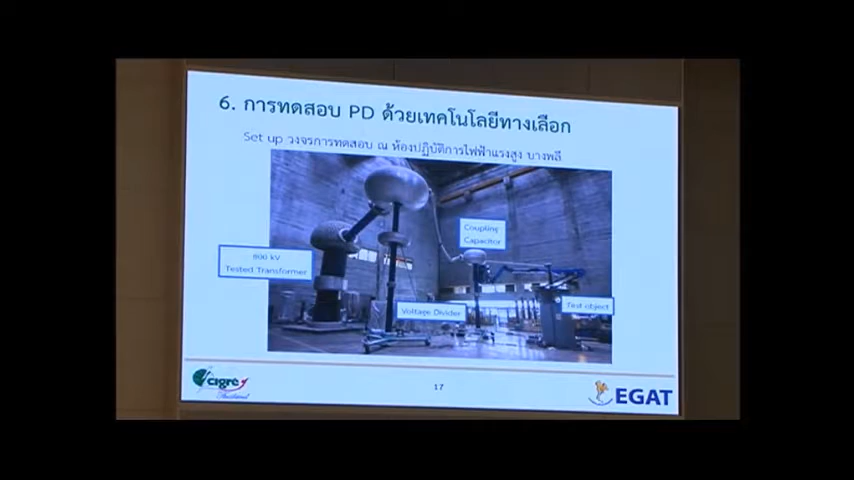 6. การทดสอบ PD ด้วยเทคโนโลยีทางเลือก
Set up วงจรการทดสอบ ณ ห้องปฏิบัติการไฟฟ้าแรงสูง บางพลี
Coupling
Capacitor
800 kV
Tested Transformer
Voltage Divider
Test object
cigre
Thailand
17
EGAT